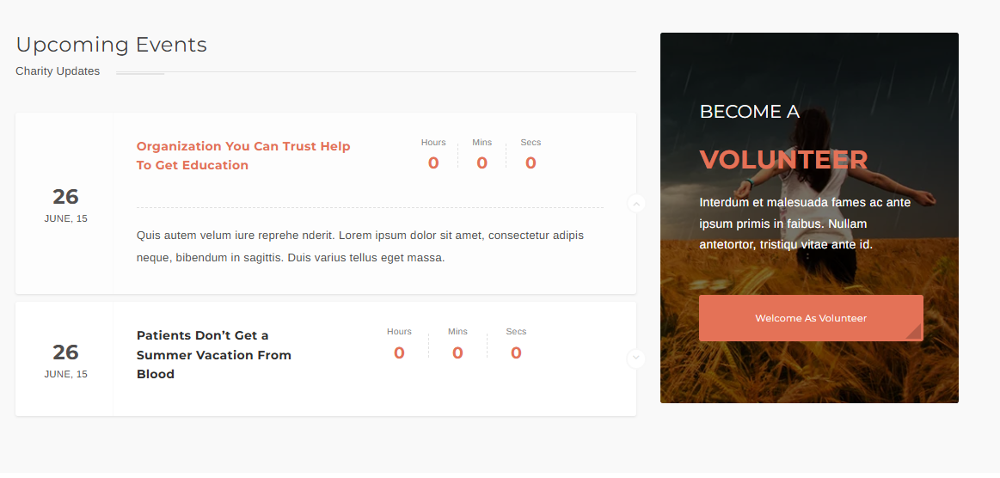 Upcoming Events
Charity Updates
26
JUNE, 15
Organization You Can Trust Help
To Get Education
Hours Mins Secs
0 0 0
Quis autem velum iure reprehe nderit. Lorem ipsum dolor sit amet, consectetur adipis
neque, bibendum in sagittis. Duis varius tellus eget massa.
26
JUNE, 15
Patients Don’t Get a
Summer Vacation From
Blood
Hours Mins Secs
0 0 0
BECOME A
VOLUNTEER
Interdum et malesuada fames ac ante
ipsum primis in faibus. Nullam
antetortor, tristiqu vitae ante id.
Welcome As Volunteer